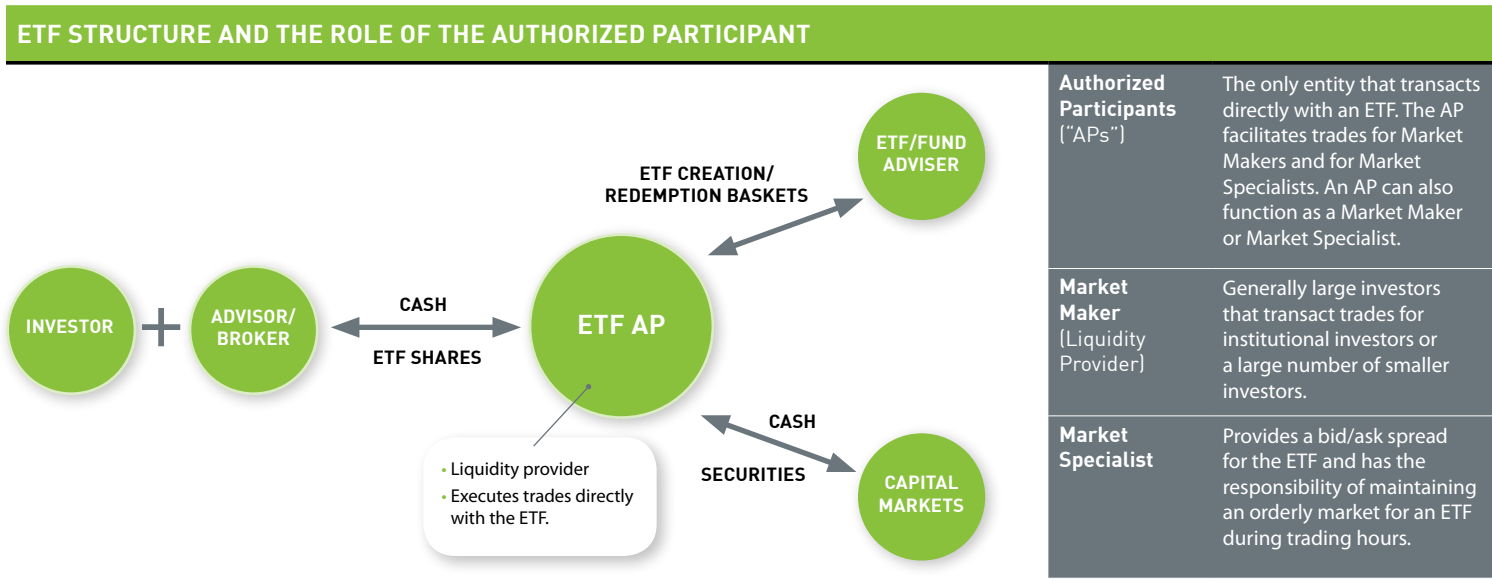 ETF STRUCTURE AND THE ROLE OF THE AUTHORIZED PARTICIPANT
INVESTOR
+
ADVISOR/
BROKER
CASH
ETF SHARES
ETF AP
• Liquidity provider
• Executes trades directly
with the ETF.
ETF CREATION/
REDEMPTION BASKETS
ETF/FUND
ADVISER
CASH
SECURITIES
CAPITAL
MARKETS
Authorized
Participants
(“APs”)
The only entity that transacts
directly with an ETF. The AP
facilitates trades for Market
Makers and for Market
Specialists. An AP can also
function as a Market Maker
or Market Specialist.
Market
Maker
(Liquidity
Provider)
Generally large investors
that transact trades for
institutional investors or
a large number of smaller
investors.
Market
Specialist
Provides a bid/ask spread
for the ETF and has the
responsibility of maintaining
an orderly market for an ETF
during trading hours.